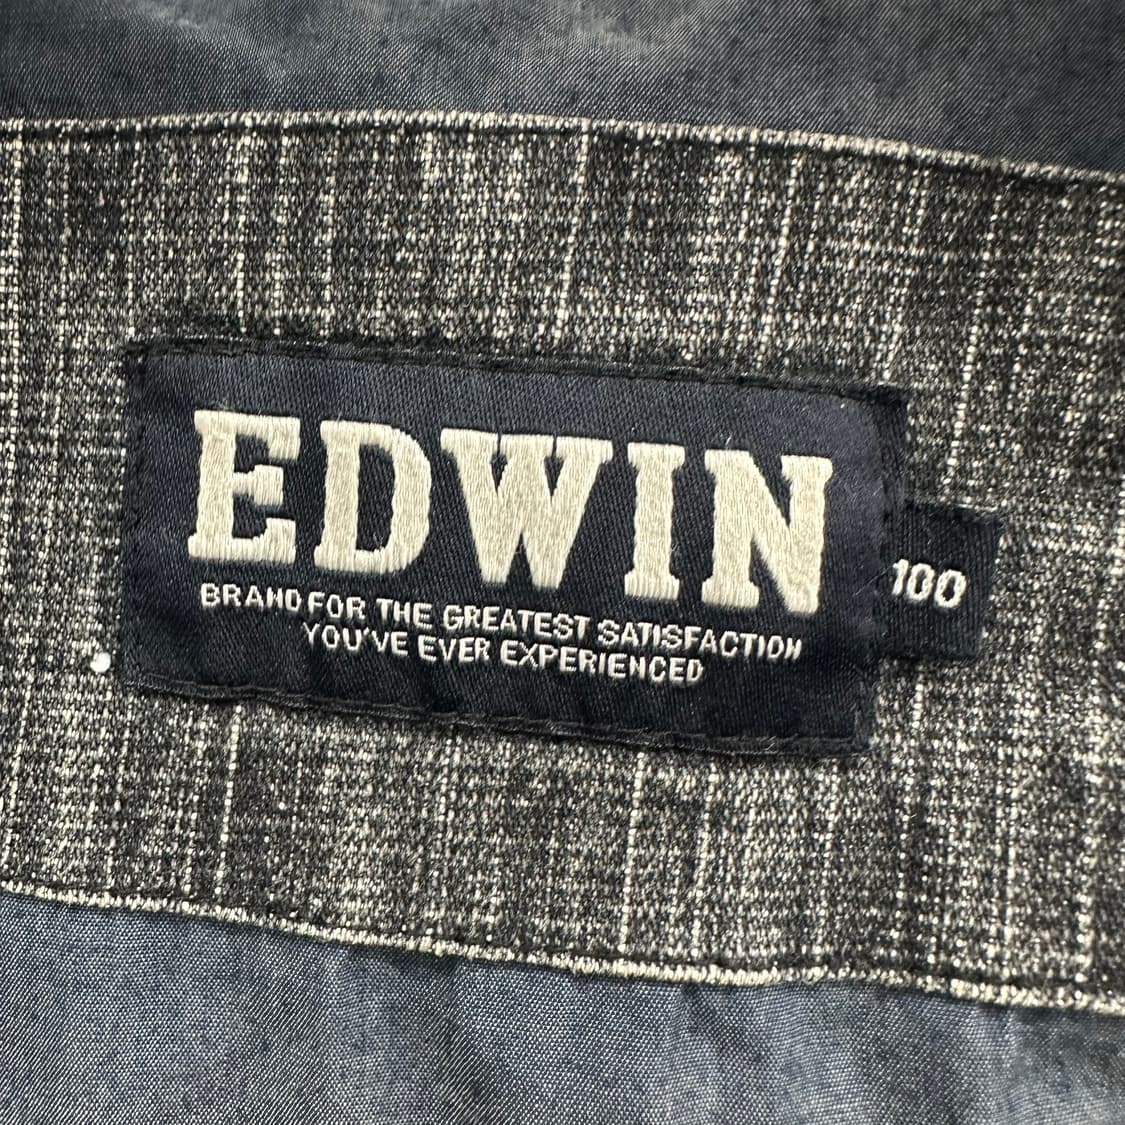 EDWIN
BRAND FOR THE GREATEST SATISFACTION
YOU'VE EVER EXPERIENCED
100